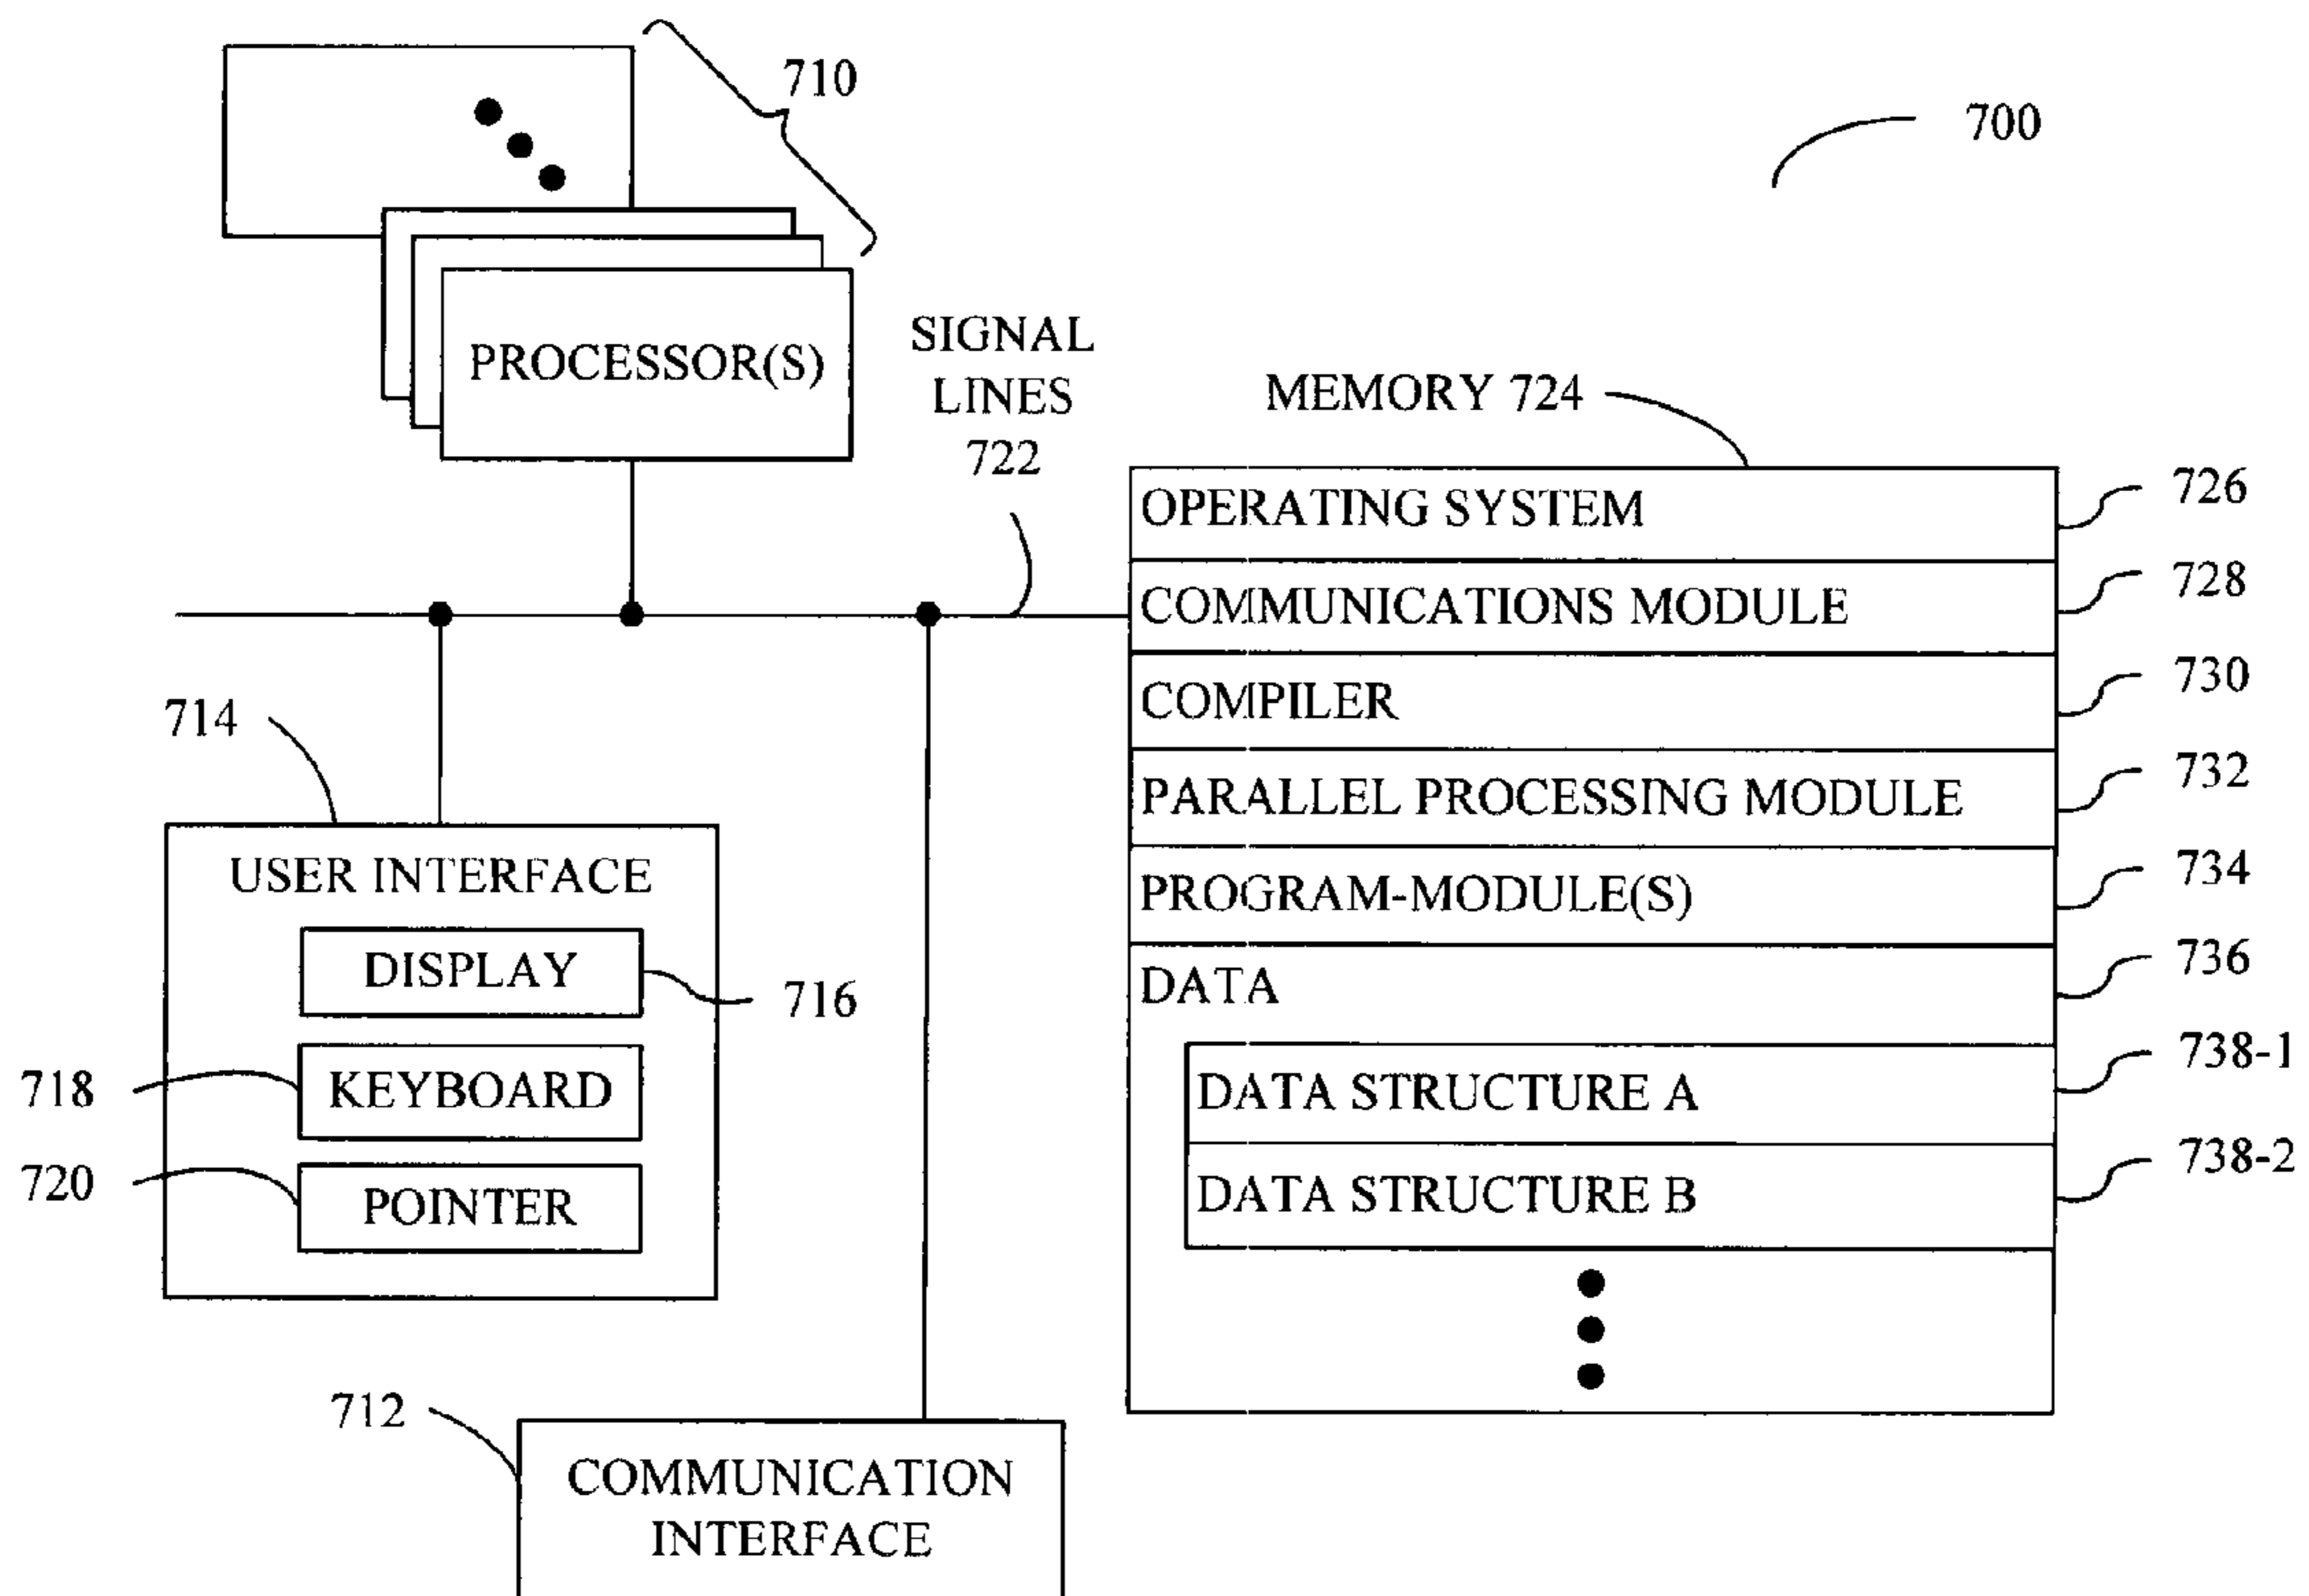 710
700
PROCESSOR(S)
SIGNAL
LINES
722
MEMORY 724
OPERATING SYSTEM
726
COMMUNICATIONS MODULE
728
COMPILER
730
PARALLEL PROCESSING MODULE
732
PROGRAM-MODULE(S)
734
DATA
736
DATA STRUCTURE A
738-1
DATA STRUCTURE B
738-2
714
USER INTERFACE
DISPLAY
716
718
KEYBOARD
720
POINTER
712
COMMUNICATION
INTERFACE